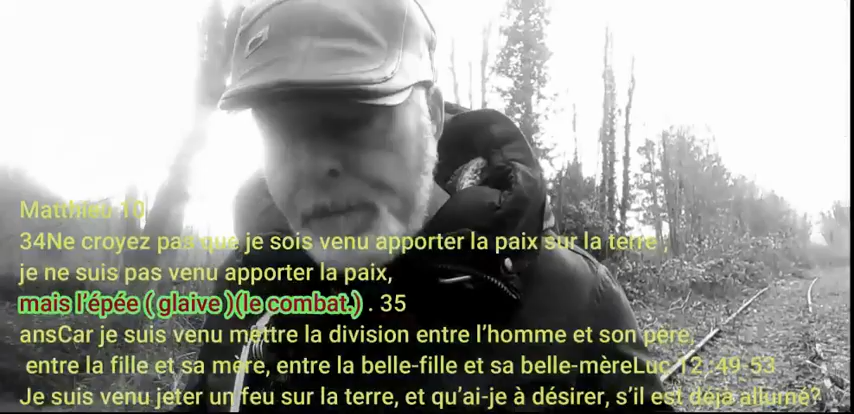 Matthieu 10
34Ne croyez pas que je sois venu apporter la paix sur la terre ;
je ne suis pas venu apporter la paix,
mais l'épée ( glaive )(le combat.) . 35
ansCar je suis venu mettre la division entre l'homme et son père,
entre la fille et sa mère, entre la belle-fille et sa belle-mèreLuc 12 :49-53
Je suis venu jeter un feu sur la terre, et qu'ai-je à désirer, s'il est déjà allumé?